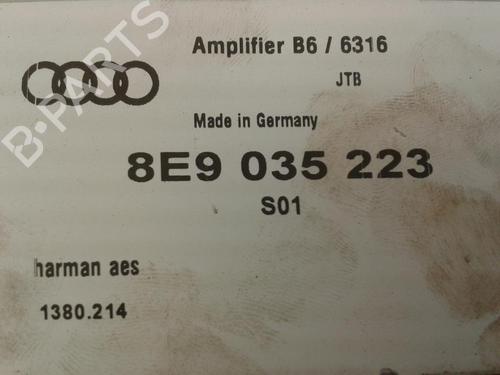 B-PARTS
Amplifier B6 / 6316
JTB
Made in Germany
8E9 035 223
S01
harman aes
1380.214